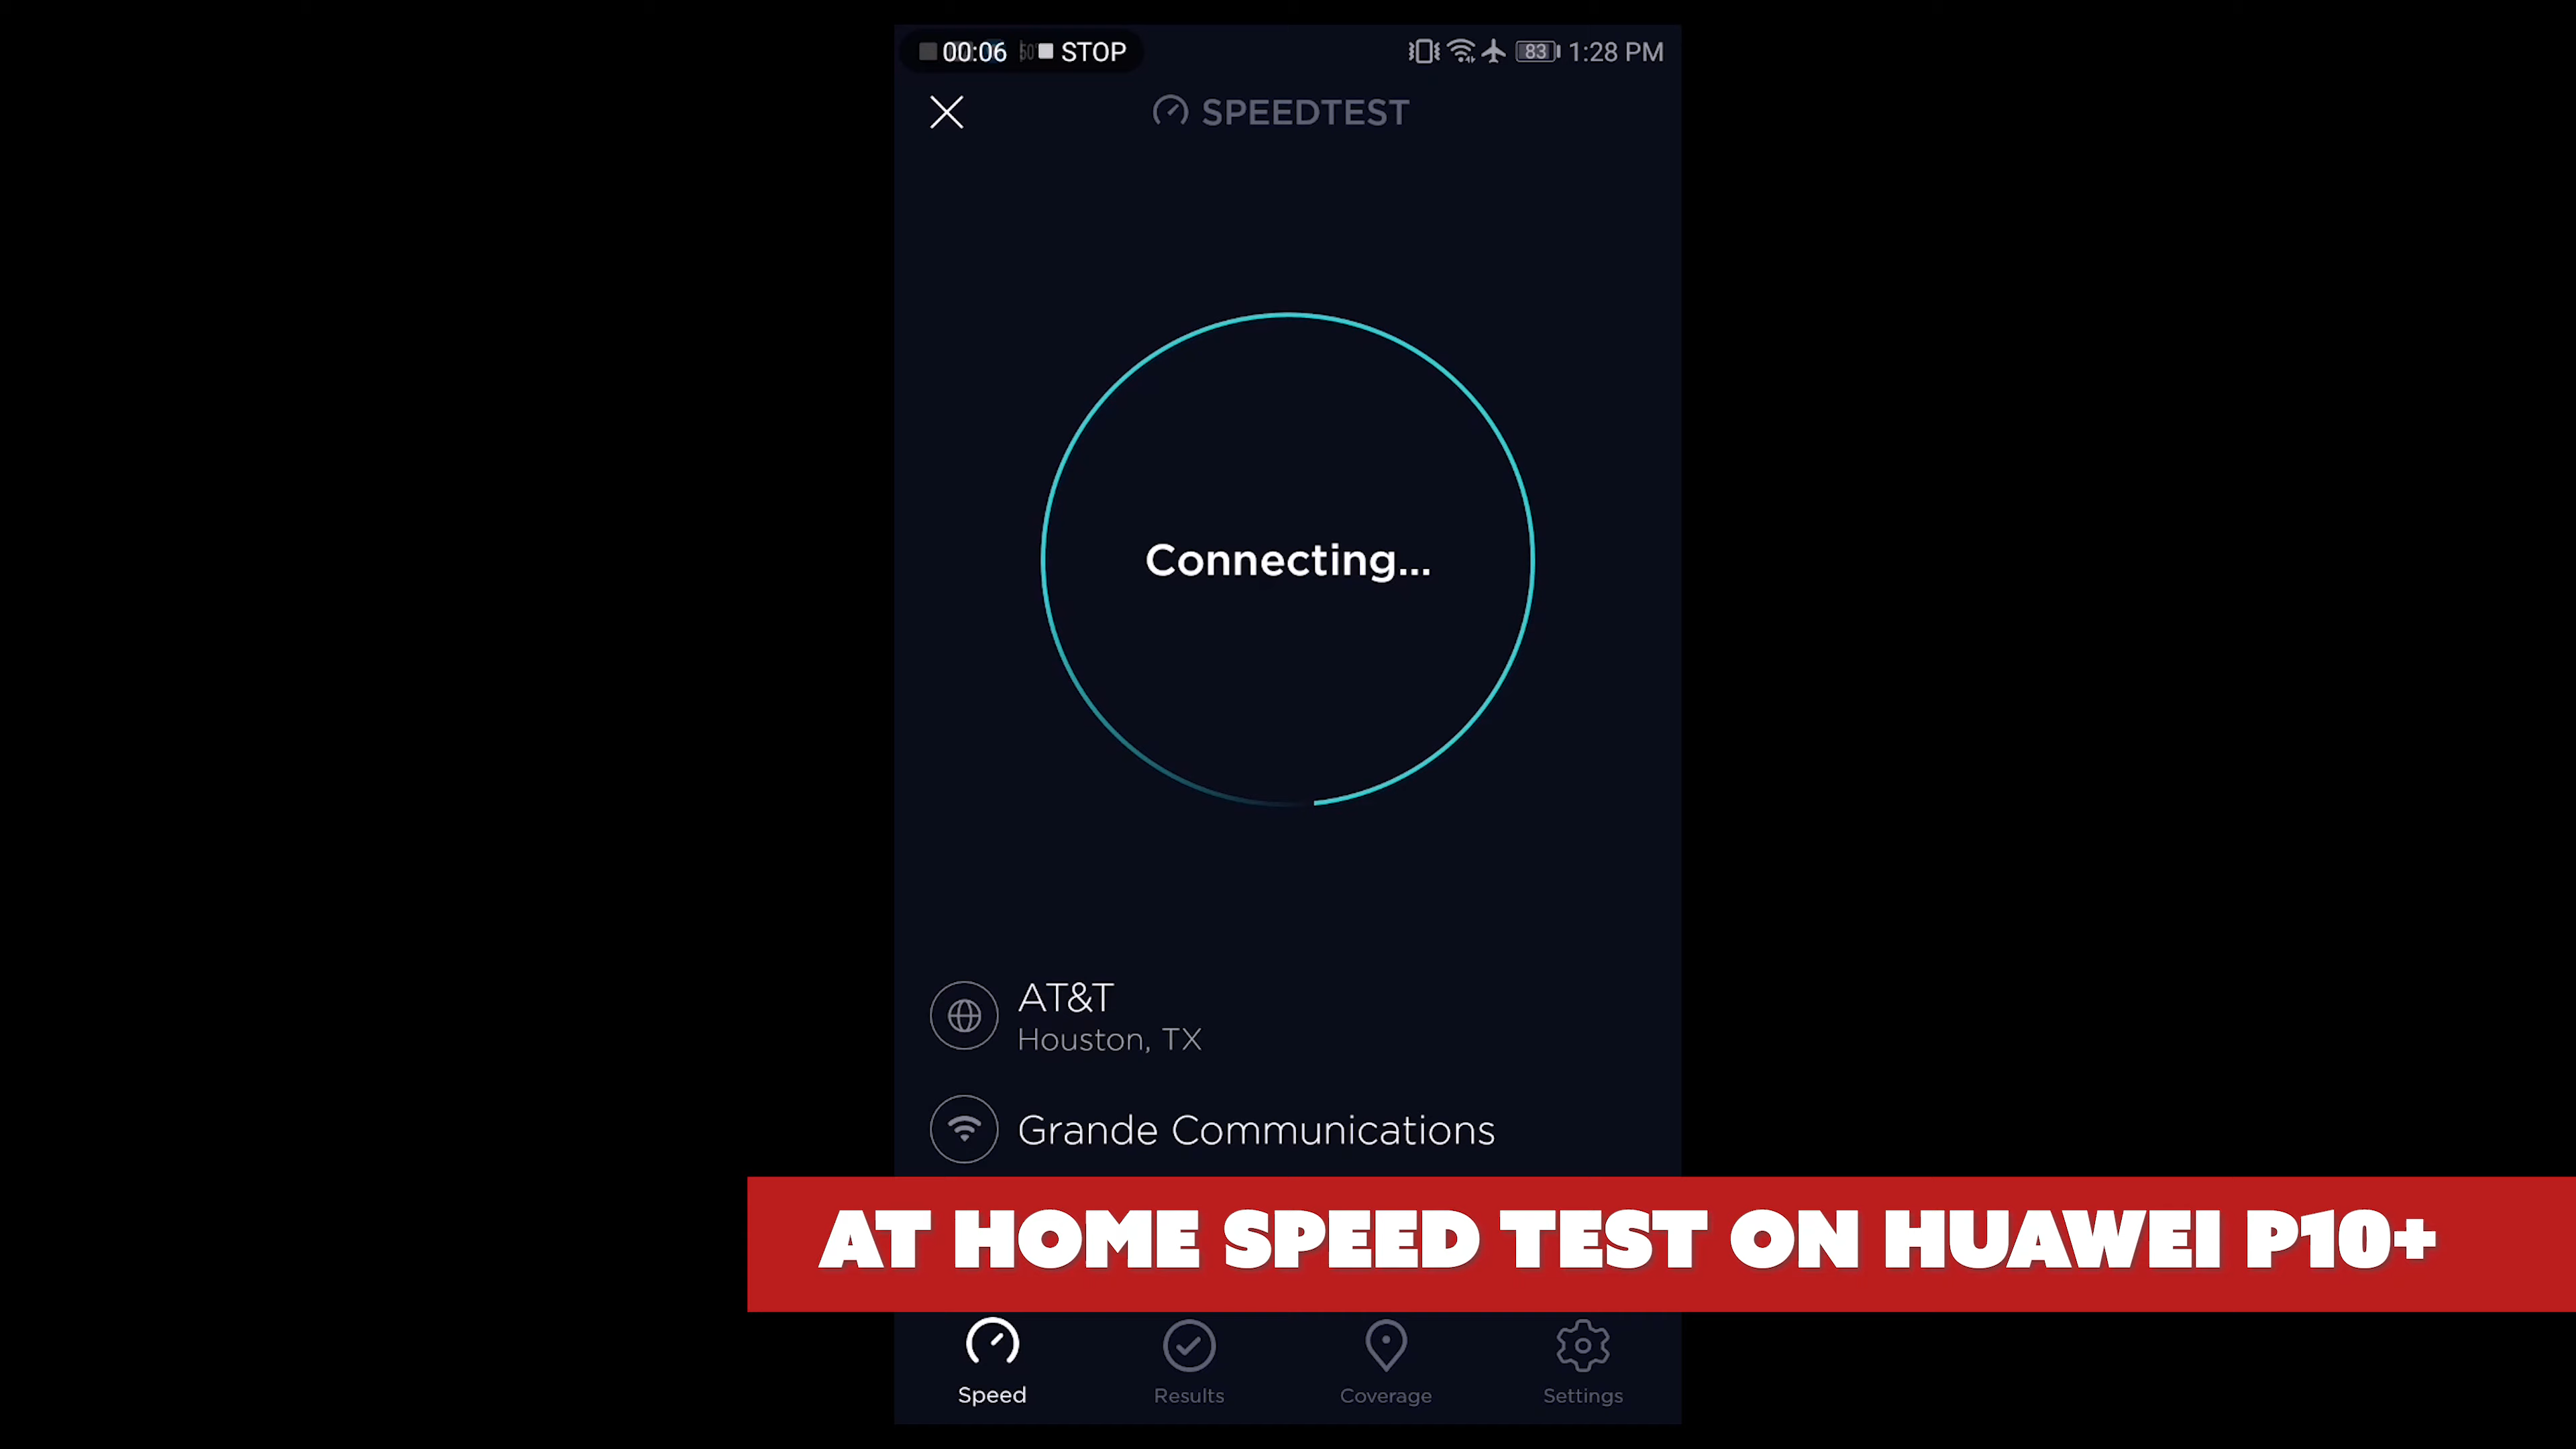 00:06 STOP 83 1:28 PM
SPEEDTEST
Connecting...
AT&T
Houston, TX
Grande Communications
AT HOME SPEED TEST ON HUAWEI P10+
Speed Results Coverage Settings